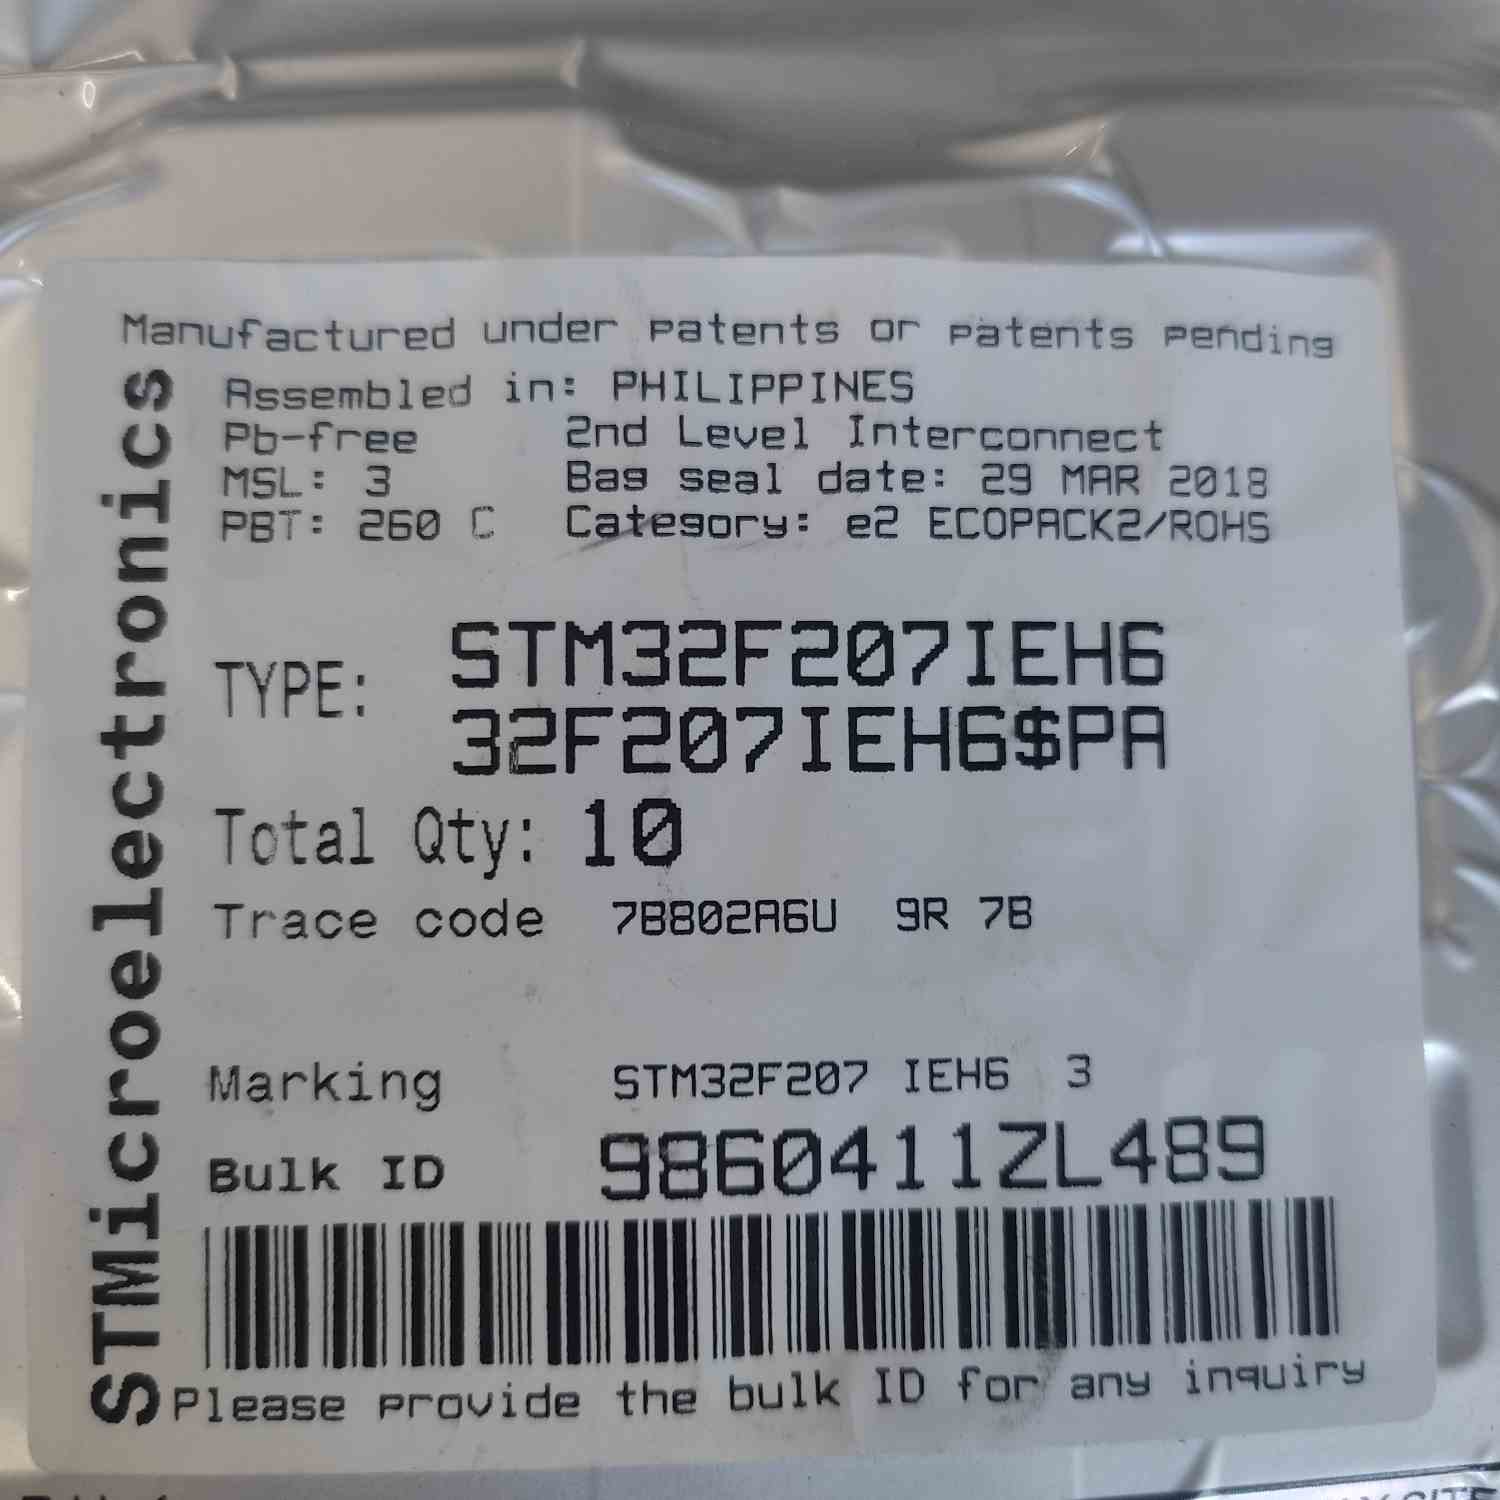 STMicroelectronics
Manufactured under patents or patents pending
Assembled in: PHILIPPINES
Pb-free 2nd Level Interconnect
MSL: 3 Bag seal date: 29 MAR 2018
PBT: 260 C Category: e2 ECOPACK2/ROHS
TYPE: STM32F207IEH6
32F207IEH6$PA
Total Qty: 10
Trace code 7B802A6U 9R 7B
Marking STM32F207 IEH6 3
Bulk ID 9860411ZL489
Please provide the bulk ID for any inquiry